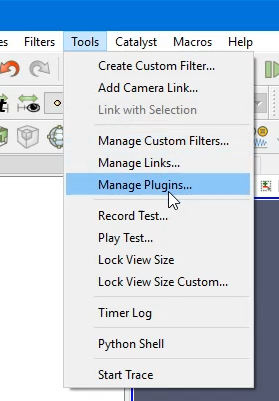 Filters Tools Catalyst Macros Help
Create Custom Filter...
Add Camera Link...
Link with Selection
Manage Custom Filters...
Manage Links...
Manage Plugins...
Record Test...
Play Test...
Lock View Size
Lock View Size Custom...
Timer Log
Python Shell
Start Trace